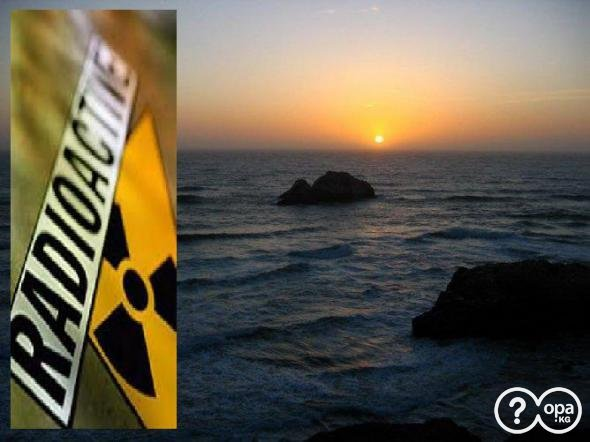 RADIOACTIVE
?
opa
.KG